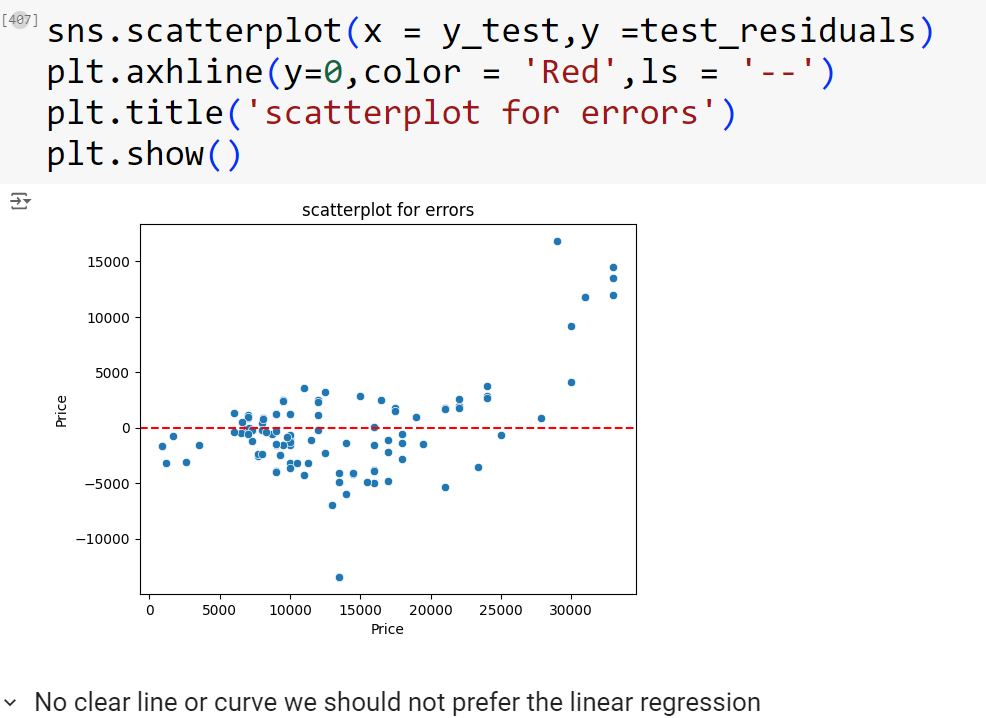 [407]
sns.scatterplot(x = y_test,y =test_residuals)
plt.axhline(y=0,color = 'Red',ls = '--')
plt.title('scatterplot for errors')
plt.show()
scatterplot for errors
15000
10000
5000
0
−5000
−10000
Price
0 5000 10000 15000 20000 25000 30000
Price
No clear line or curve we should not prefer the linear regression